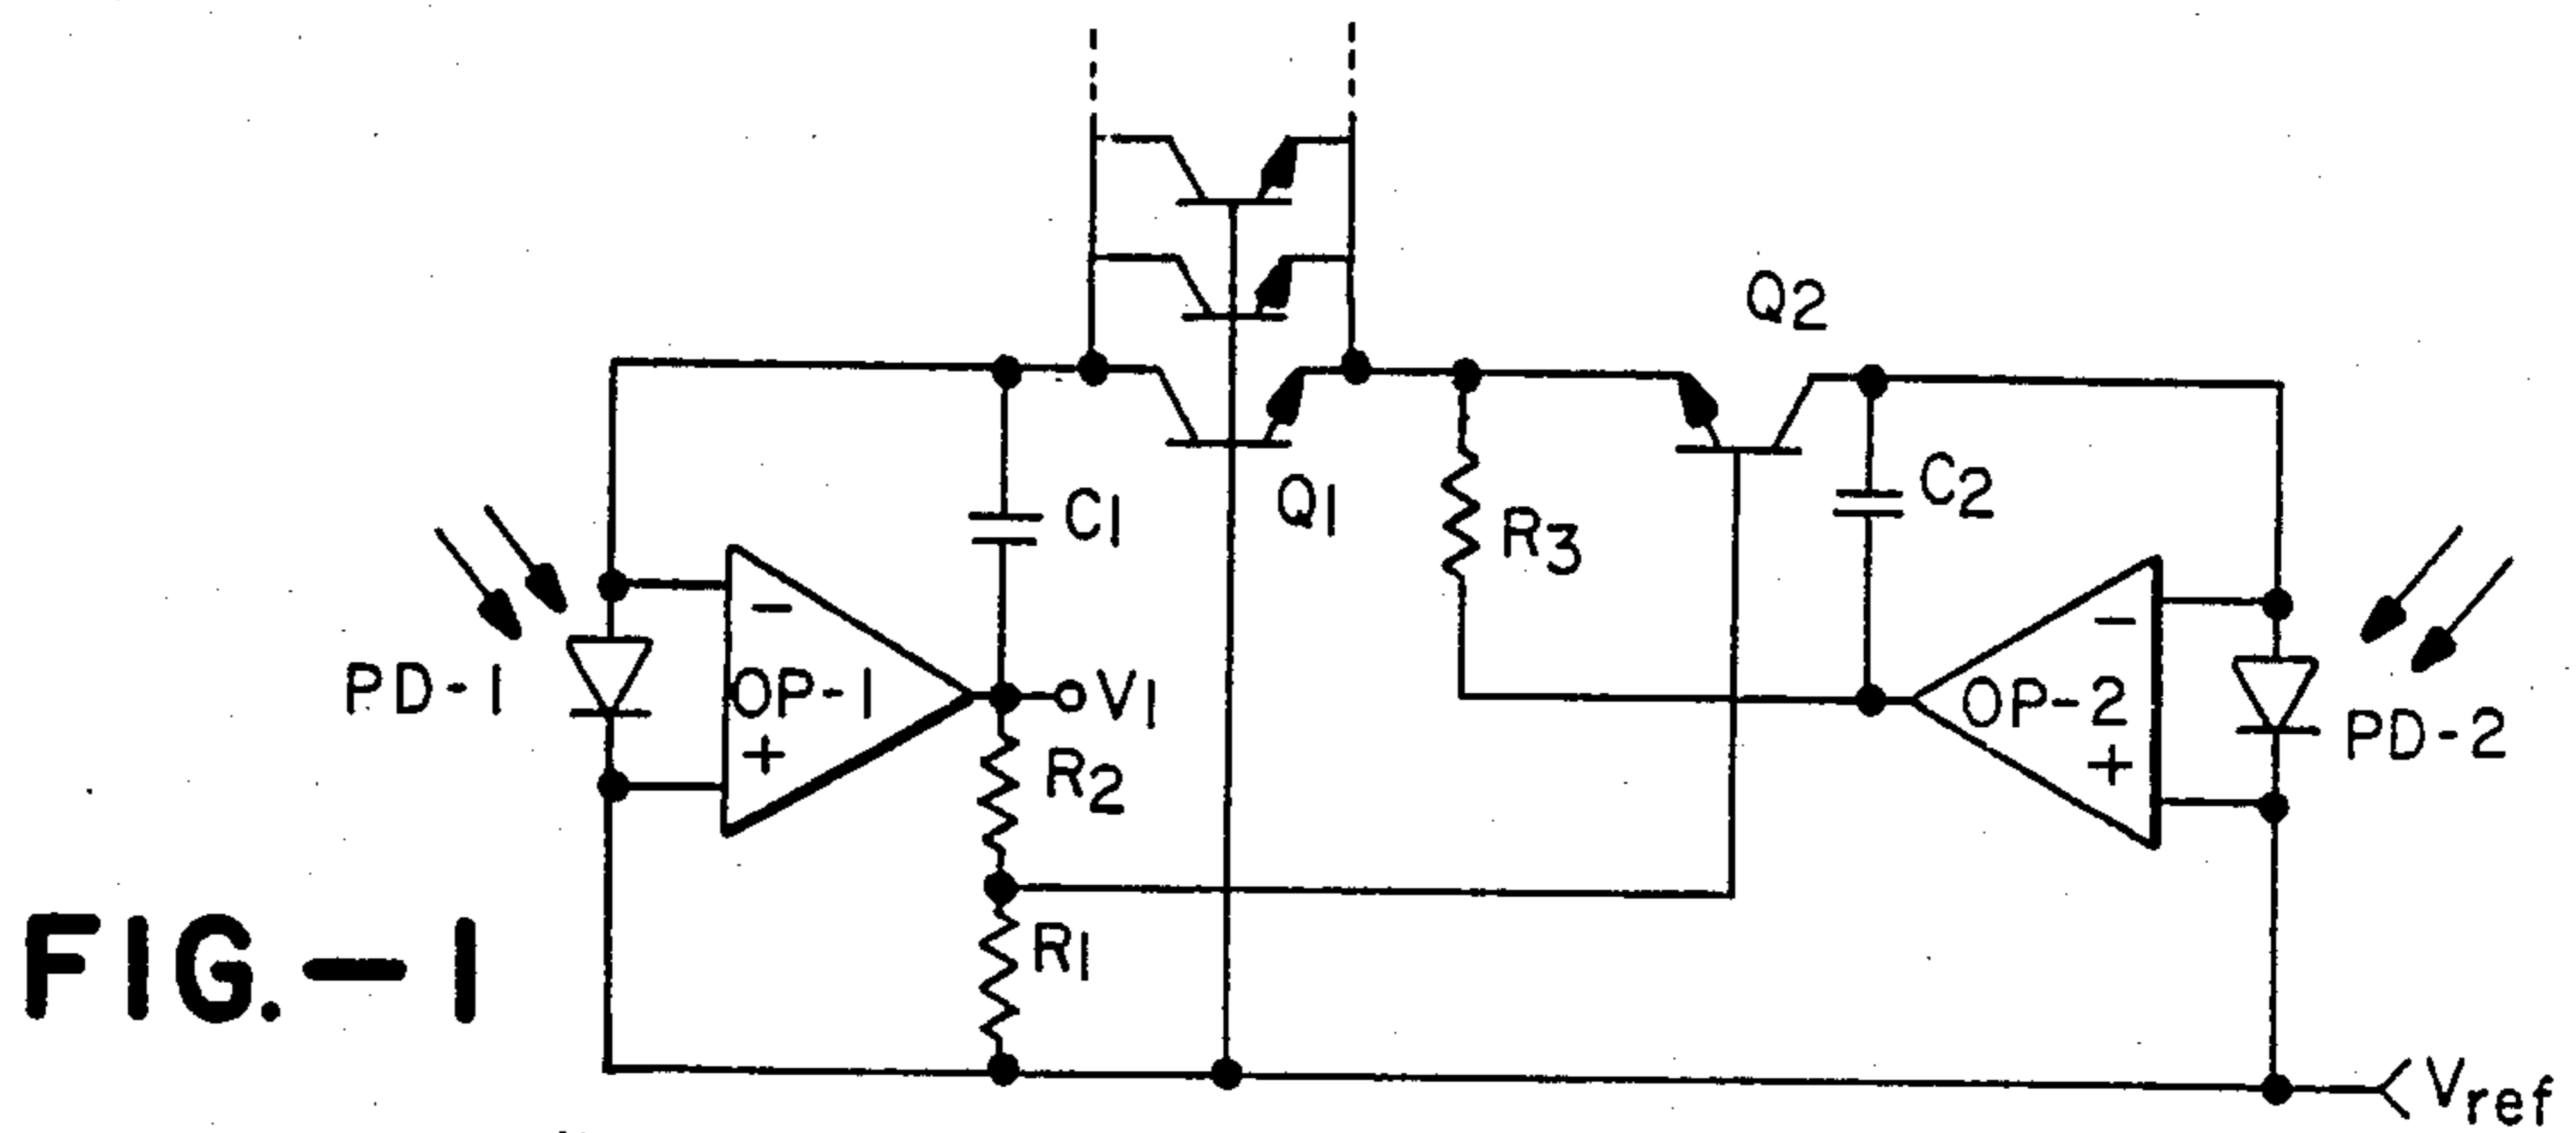 Q2
Q1
C1
C2
R3
PD-1
-
OP-1
+
V1
R2
-
OP-2
+
PD-2
R1
FIG.-1
Vref